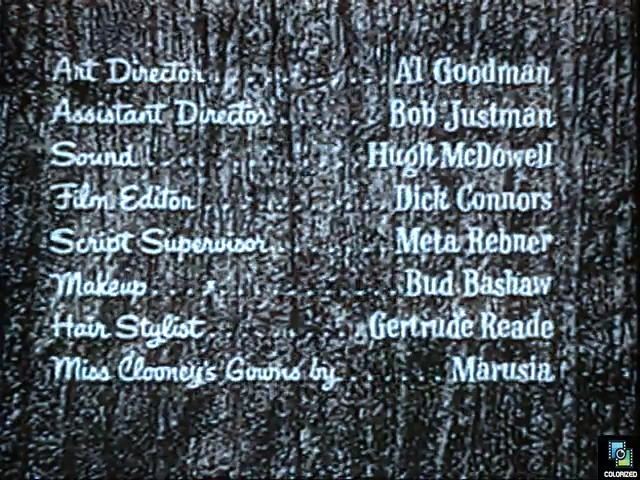 Art Director . . . . . . . . . . . Al Goodman
Assistant Director . . . . . . . Bob Justman
Sound . . . . . . . . . . . . . . Hugh McDowell
Film Editor . . . . . . . . . . . Dick Connors
Script Supervisor . . . . . . . Meta Rebner
Makeup . . . . . . . . . . . . . Bud Bashaw
Hair Stylist . . . . . . . . . . Gertrude Reade
Miss Clooney's Gowns by . . . . . . . Marusia
COLORIZED